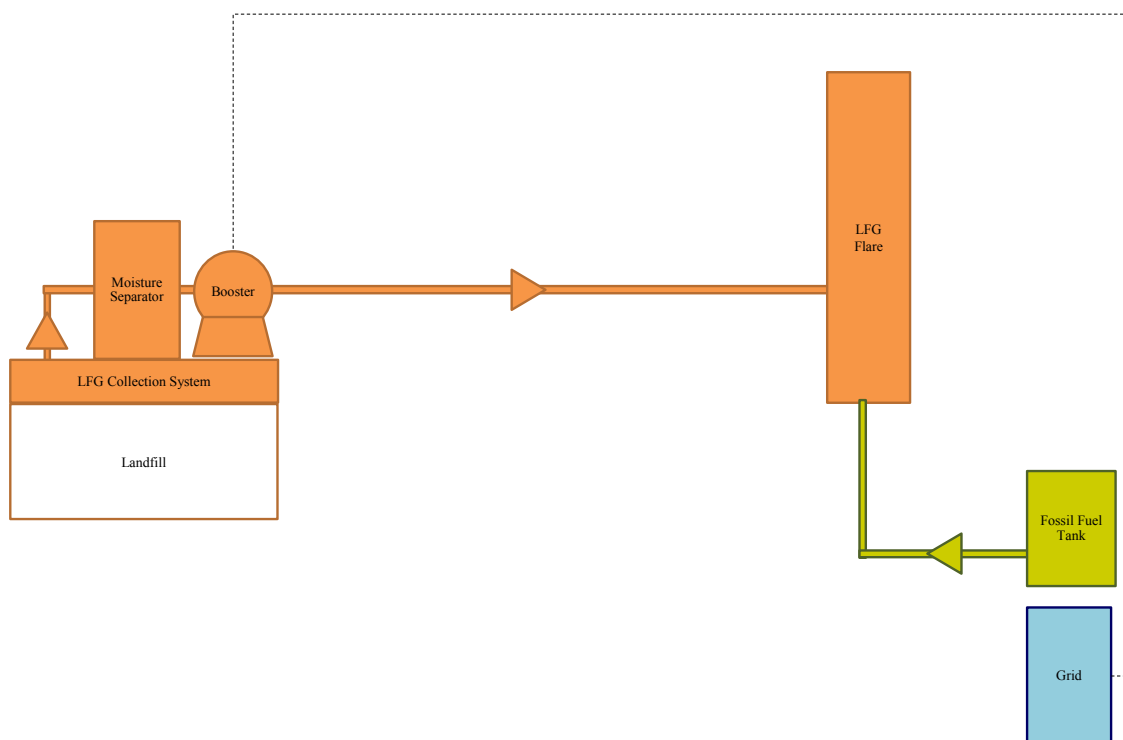 LFG
Flare
Moisture
Separator
Booster
LFG Collection System
Landfill
Fossil Fuel
Tank
Grid